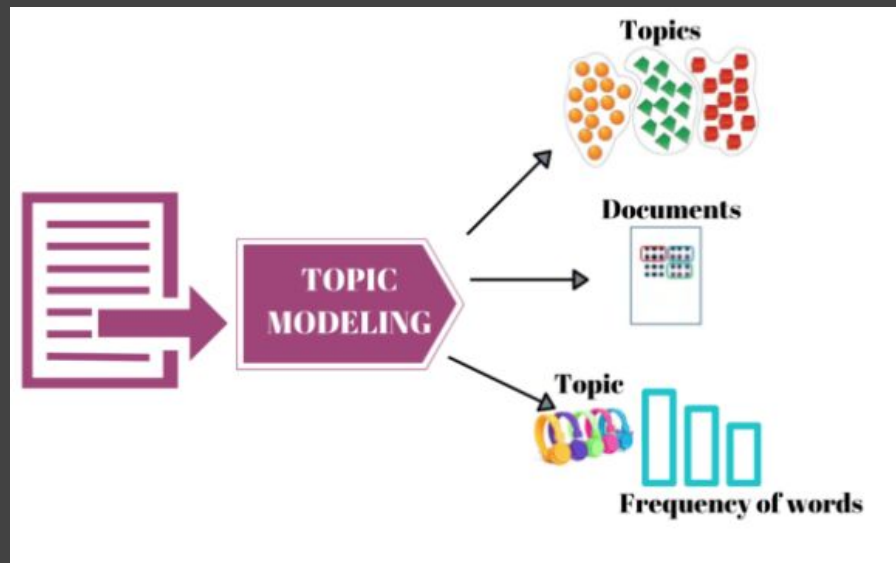 Topics
TOPIC
MODELING
Documents
Topic
Frequency of words